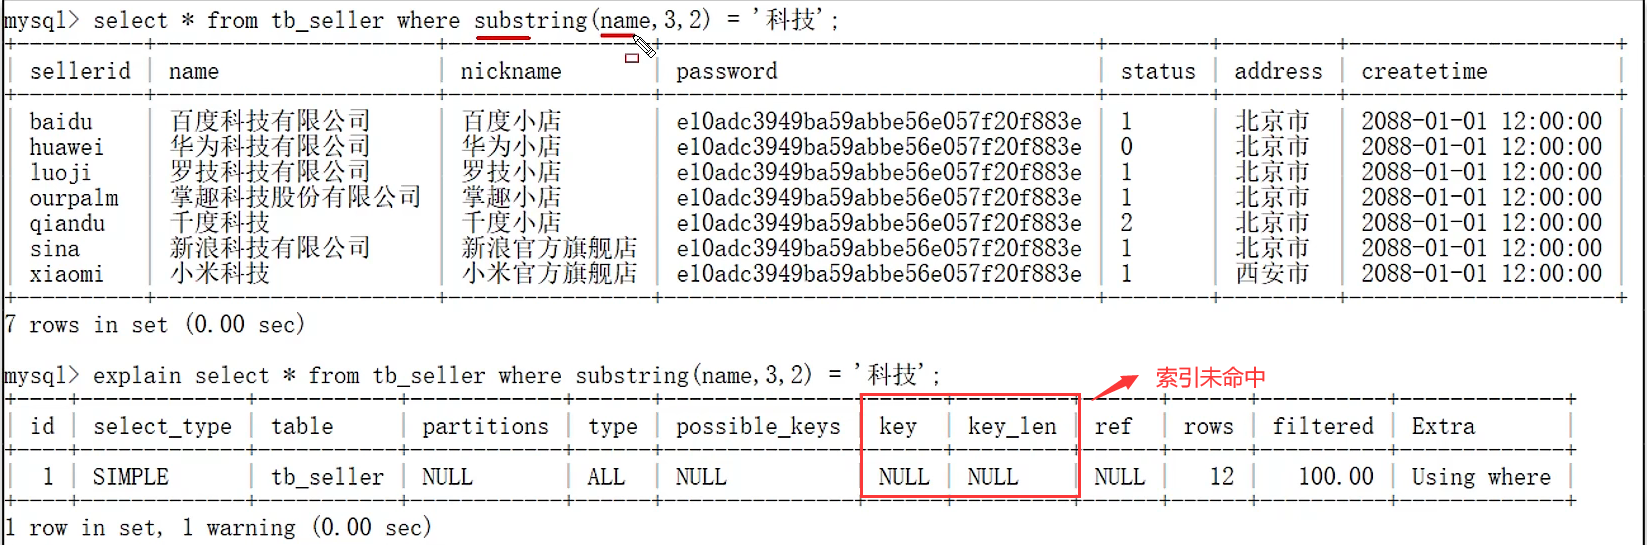 mysql> select * from tb_seller where substring(name,3,2) = '科技';
sellerid | name | nickname | password | status | address | createtime
baidu | 百度科技有限公司 | 百度小店 | e10adc3949ba59abbe56e057f20f883e | 1 | 北京市 | 2088-01-01 12:00:00
huawei | 华为科技有限公司 | 华为小店 | e10adc3949ba59abbe56e057f20f883e | 0 | 北京市 | 2088-01-01 12:00:00
luoji | 罗技科技有限公司 | 罗技小店 | e10adc3949ba59abbe56e057f20f883e | 1 | 北京市 | 2088-01-01 12:00:00
ourpalm | 掌趣科技股份有限公司 | 掌趣小店 | e10adc3949ba59abbe56e057f20f883e | 1 | 北京市 | 2088-01-01 12:00:00
qiandu | 千度科技 | 千度小店 | e10adc3949ba59abbe56e057f20f883e | 2 | 北京市 | 2088-01-01 12:00:00
sina | 新浪科技有限公司 | 新浪官方旗舰店 | e10adc3949ba59abbe56e057f20f883e | 1 | 北京市 | 2088-01-01 12:00:00
xiaomi | 小米科技 | 小米官方旗舰店 | e10adc3949ba59abbe56e057f20f883e | 1 | 西安市 | 2088-01-01 12:00:00
7 rows in set (0.00 sec)
mysql> explain select * from tb_seller where substring(name,3,2) = '科技';
索引未命中
id | select_type | table | partitions | type | possible_keys | key | key_len | ref | rows | filtered | Extra
1 | SIMPLE | tb_seller | NULL | ALL | NULL | NULL | NULL | NULL | 12 | 100.00 | Using where
1 row in set, 1 warning (0.00 sec)